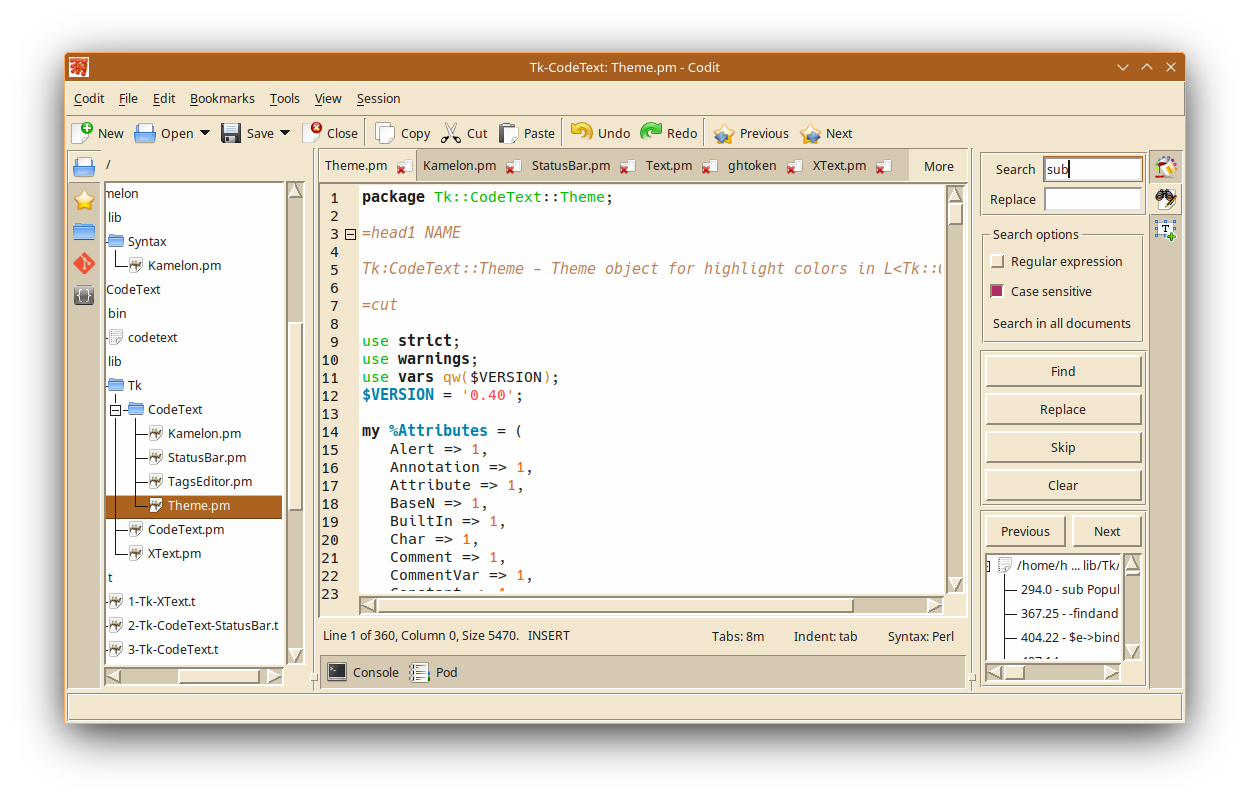 Tk-CodeText: Theme.pm - Codit
Codit File Edit Bookmarks Tools View Session
New Open Save Close Copy Cut Paste Undo Redo Previous Next
/
melon
lib
Syntax
Kamelon.pm
CodeText
bin
codetext
lib
Tk
CodeText
Kamelon.pm
StatusBar.pm
TagsEditor.pm
Theme.pm
CodeText.pm
XText.pm
t
1-Tk-XText.t
2-Tk-CodeText-StatusBar.t
3-Tk-CodeText.t
Theme.pm Kamelon.pm StatusBar.pm Text.pm ghtoken XText.pm More
1 package Tk::CodeText::Theme;
2
3 =head1 NAME
4
5 Tk:CodeText::Theme - Theme object for highlight colors in L<Tk::
6
7 =cut
8
9 use strict;
10 use warnings;
11 use vars qw($VERSION);
12 $VERSION = '0.40';
13
14 my %Attributes = (
15 Alert => 1,
16 Annotation => 1,
17 Attribute => 1,
18 BaseN => 1,
19 BuiltIn => 1,
20 Char => 1,
21 Comment => 1,
22 CommentVar => 1,
23
Line 1 of 360, Column 0, Size 5470. INSERT Tabs: 8m Indent: tab Syntax: Perl
Console Pod
Search sub
Replace
Search options
Regular expression
Case sensitive
Search in all documents
Find
Replace
Skip
Clear
Previous Next
/home/h ... lib/Tk/
294.0 - sub Popul
367.25 - -findand
404.22 - $e->bind